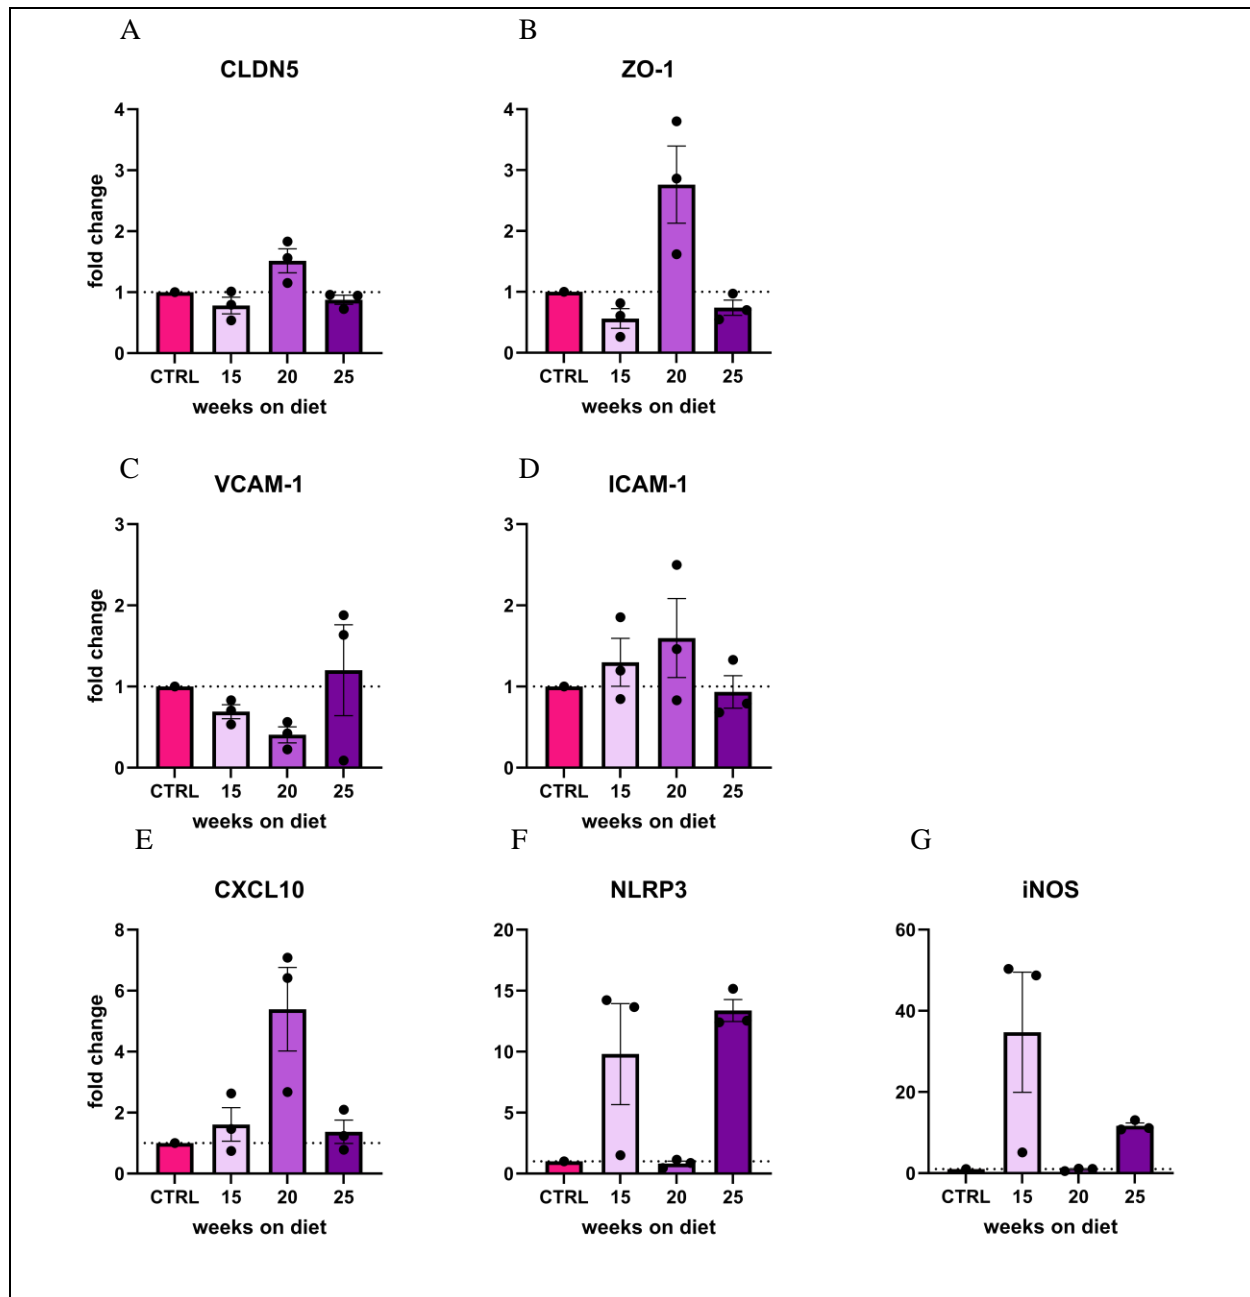 A
B
CLDN5
ZO-1
fold change
4
3
2
1
0
4
3
2
1
0
CTRL 15 20 25
CTRL 15 20 25
weeks on diet
weeks on diet
C
D
VCAM-1
ICAM-1
fold change
3
2
1
0
3
2
1
0
CTRL 15 20 25
CTRL 15 20 25
weeks on diet
weeks on diet
E
F
G
CXCL10
NLRP3
iNOS
fold change
8
6
4
2
0
20
15
10
5
0
60
40
20
0
CTRL 15 20 25
CTRL 15 20 25
CTRL 15 20 25
weeks on diet
weeks on diet
weeks on diet